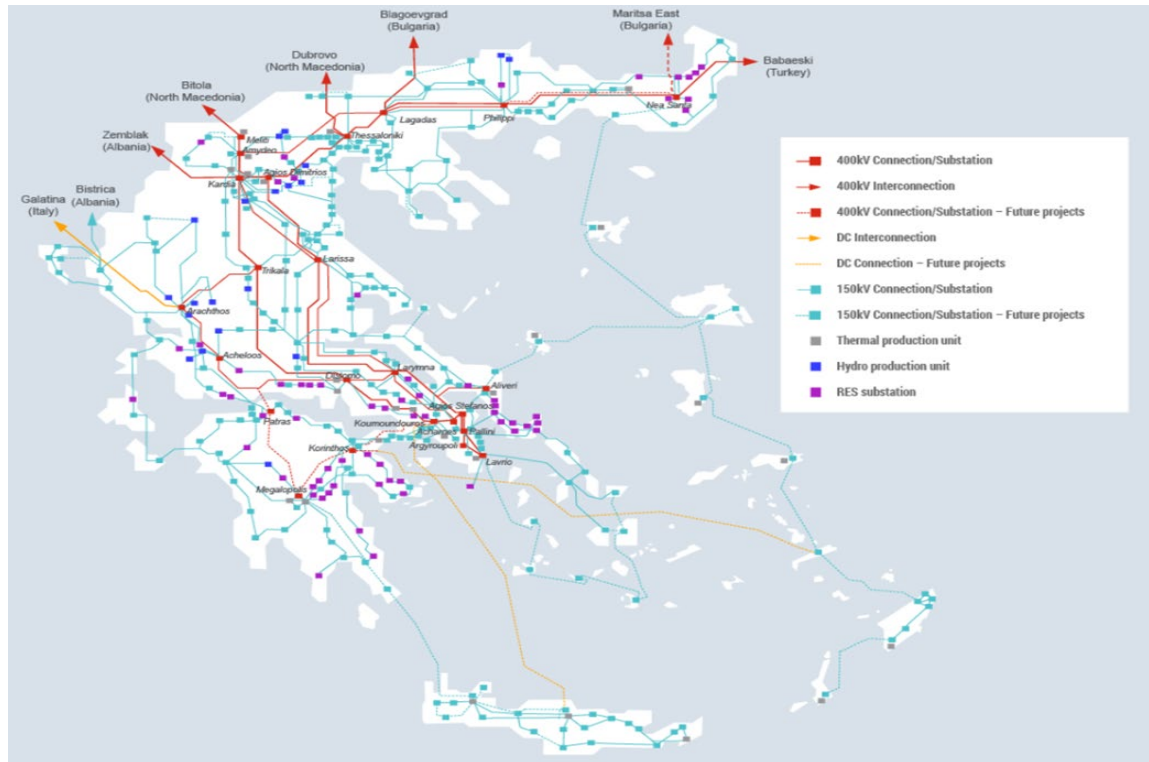 Blagoevgrad
(Bulgaria)
Maritsa East
(Bulgaria)
Dubrovo
(North Macedonia)
Babaeski
(Turkey)
Bitola
(North Macedonia)
Zemblak
(Albania)
Galatina
(Italy)
Bistrica
(Albania)
Lagadas
Philippi
Nea Santa
Thessaloniki
Meliti
Amydeo
Agios Dimitrios
Kardia
Larissa
Trikala
Arachthos
Acheloos
Distomo
Larymna
Aliveri
Agios Stefanos
Patras
Koumoundouros
Acharnes
Pallini
Argyroupoli
Korinthos
Lavrio
Megalopolis
400kV Connection/Substation
400kV Interconnection
400kV Connection/Substation – Future projects
DC Interconnection
DC Connection – Future projects
150kV Connection/Substation
150kV Connection/Substation – Future projects
Thermal production unit
Hydro production unit
RES substation